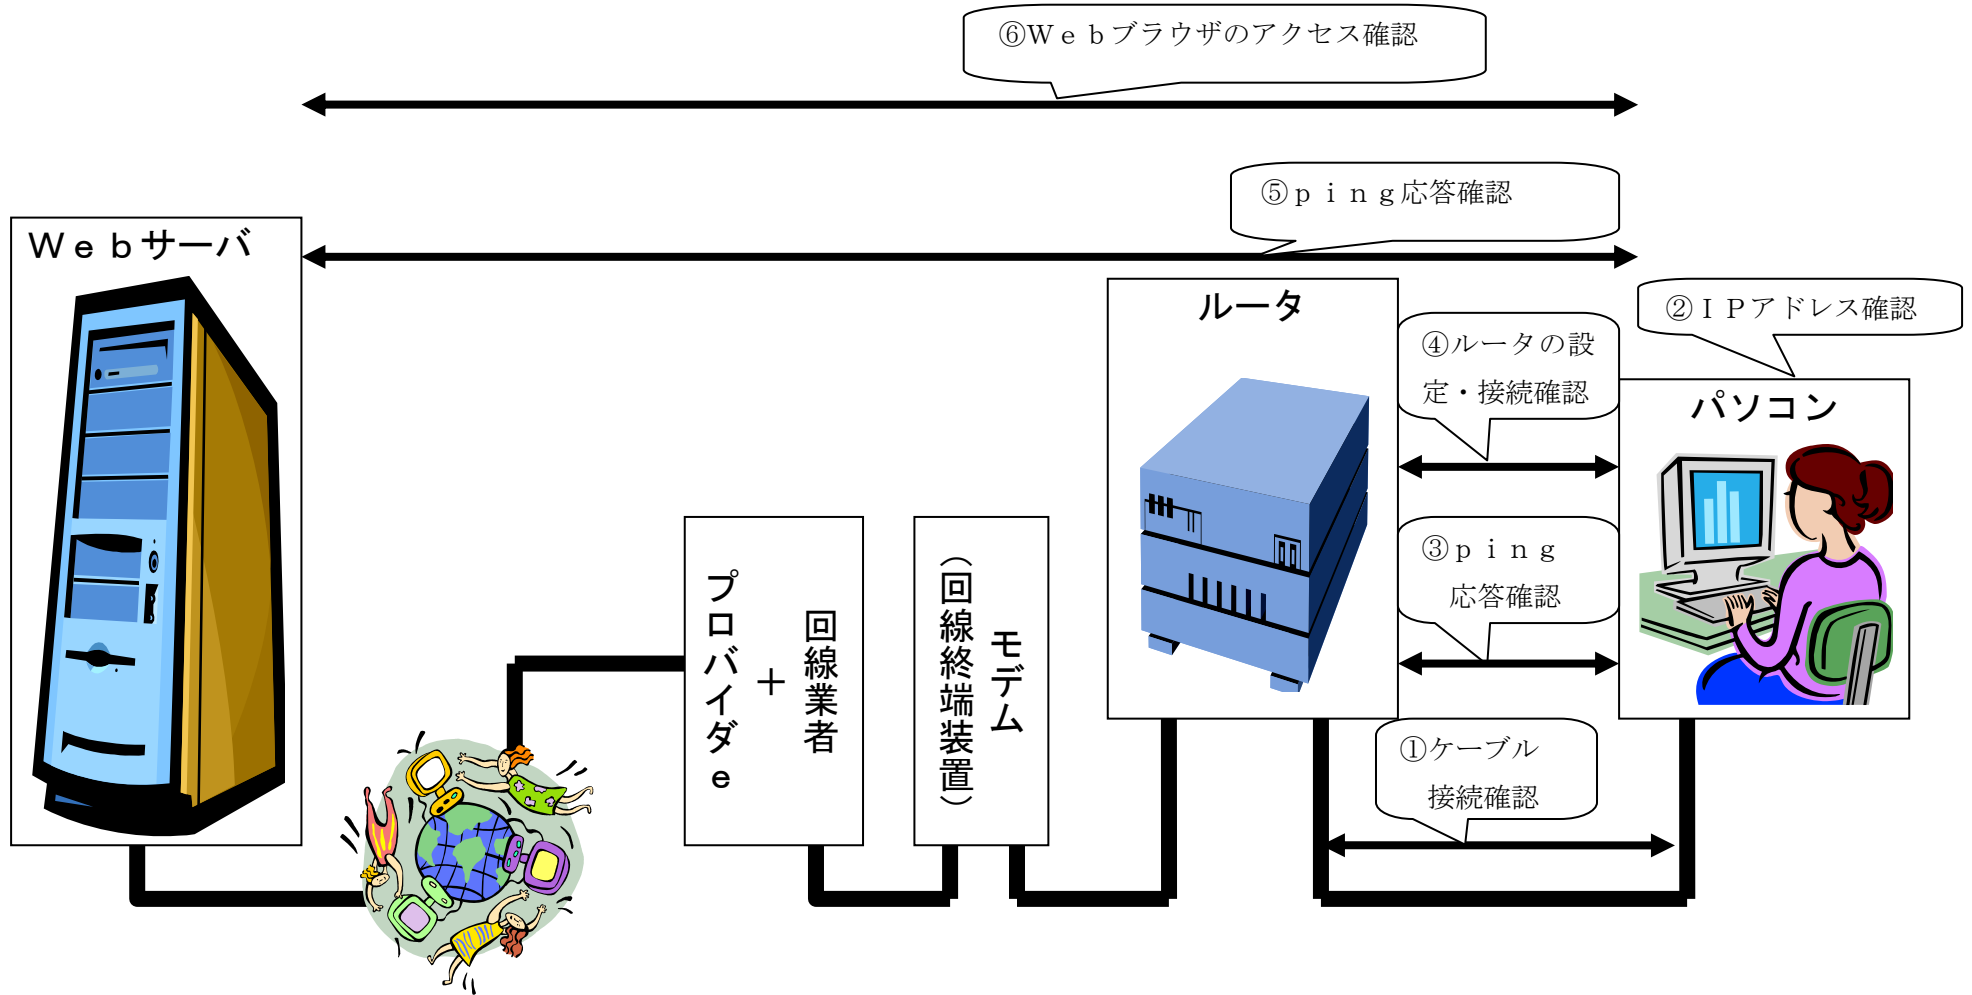 ⑥Ｗｅｂブラウザのアクセス確認
⑤ｐｉｎｇ応答確認
Ｗｅｂサーバ
ルータ
②ＩＰアドレス確認
④ルータの設
定・接続確認
パソコン
③ｐｉｎｇ
応答確認
回線業者
＋
プロバイダｅ
モデム
（回線終端装置）
①ケーブル
接続確認